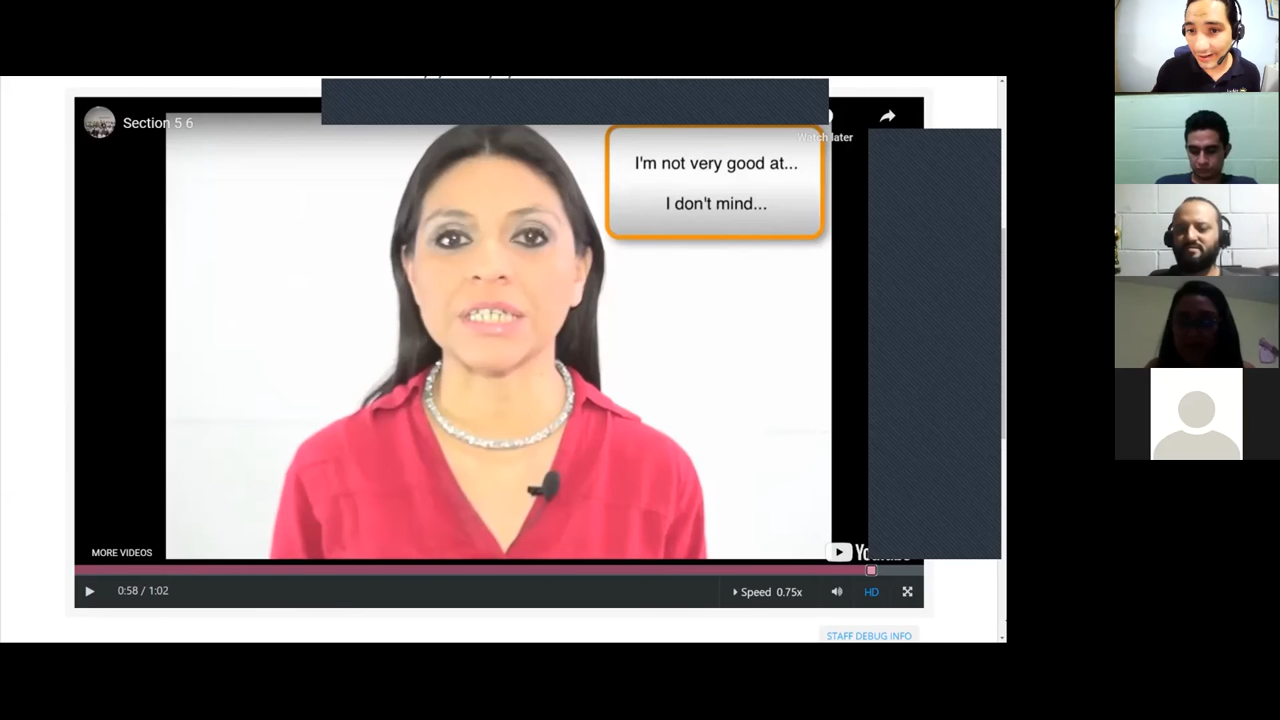 Section 5 6
Watch later
I'm not very good at...
I don't mind...
MORE VIDEOS
0:58 / 1:02
Speed 0.75x
HD
STAFF DEBUG INFO